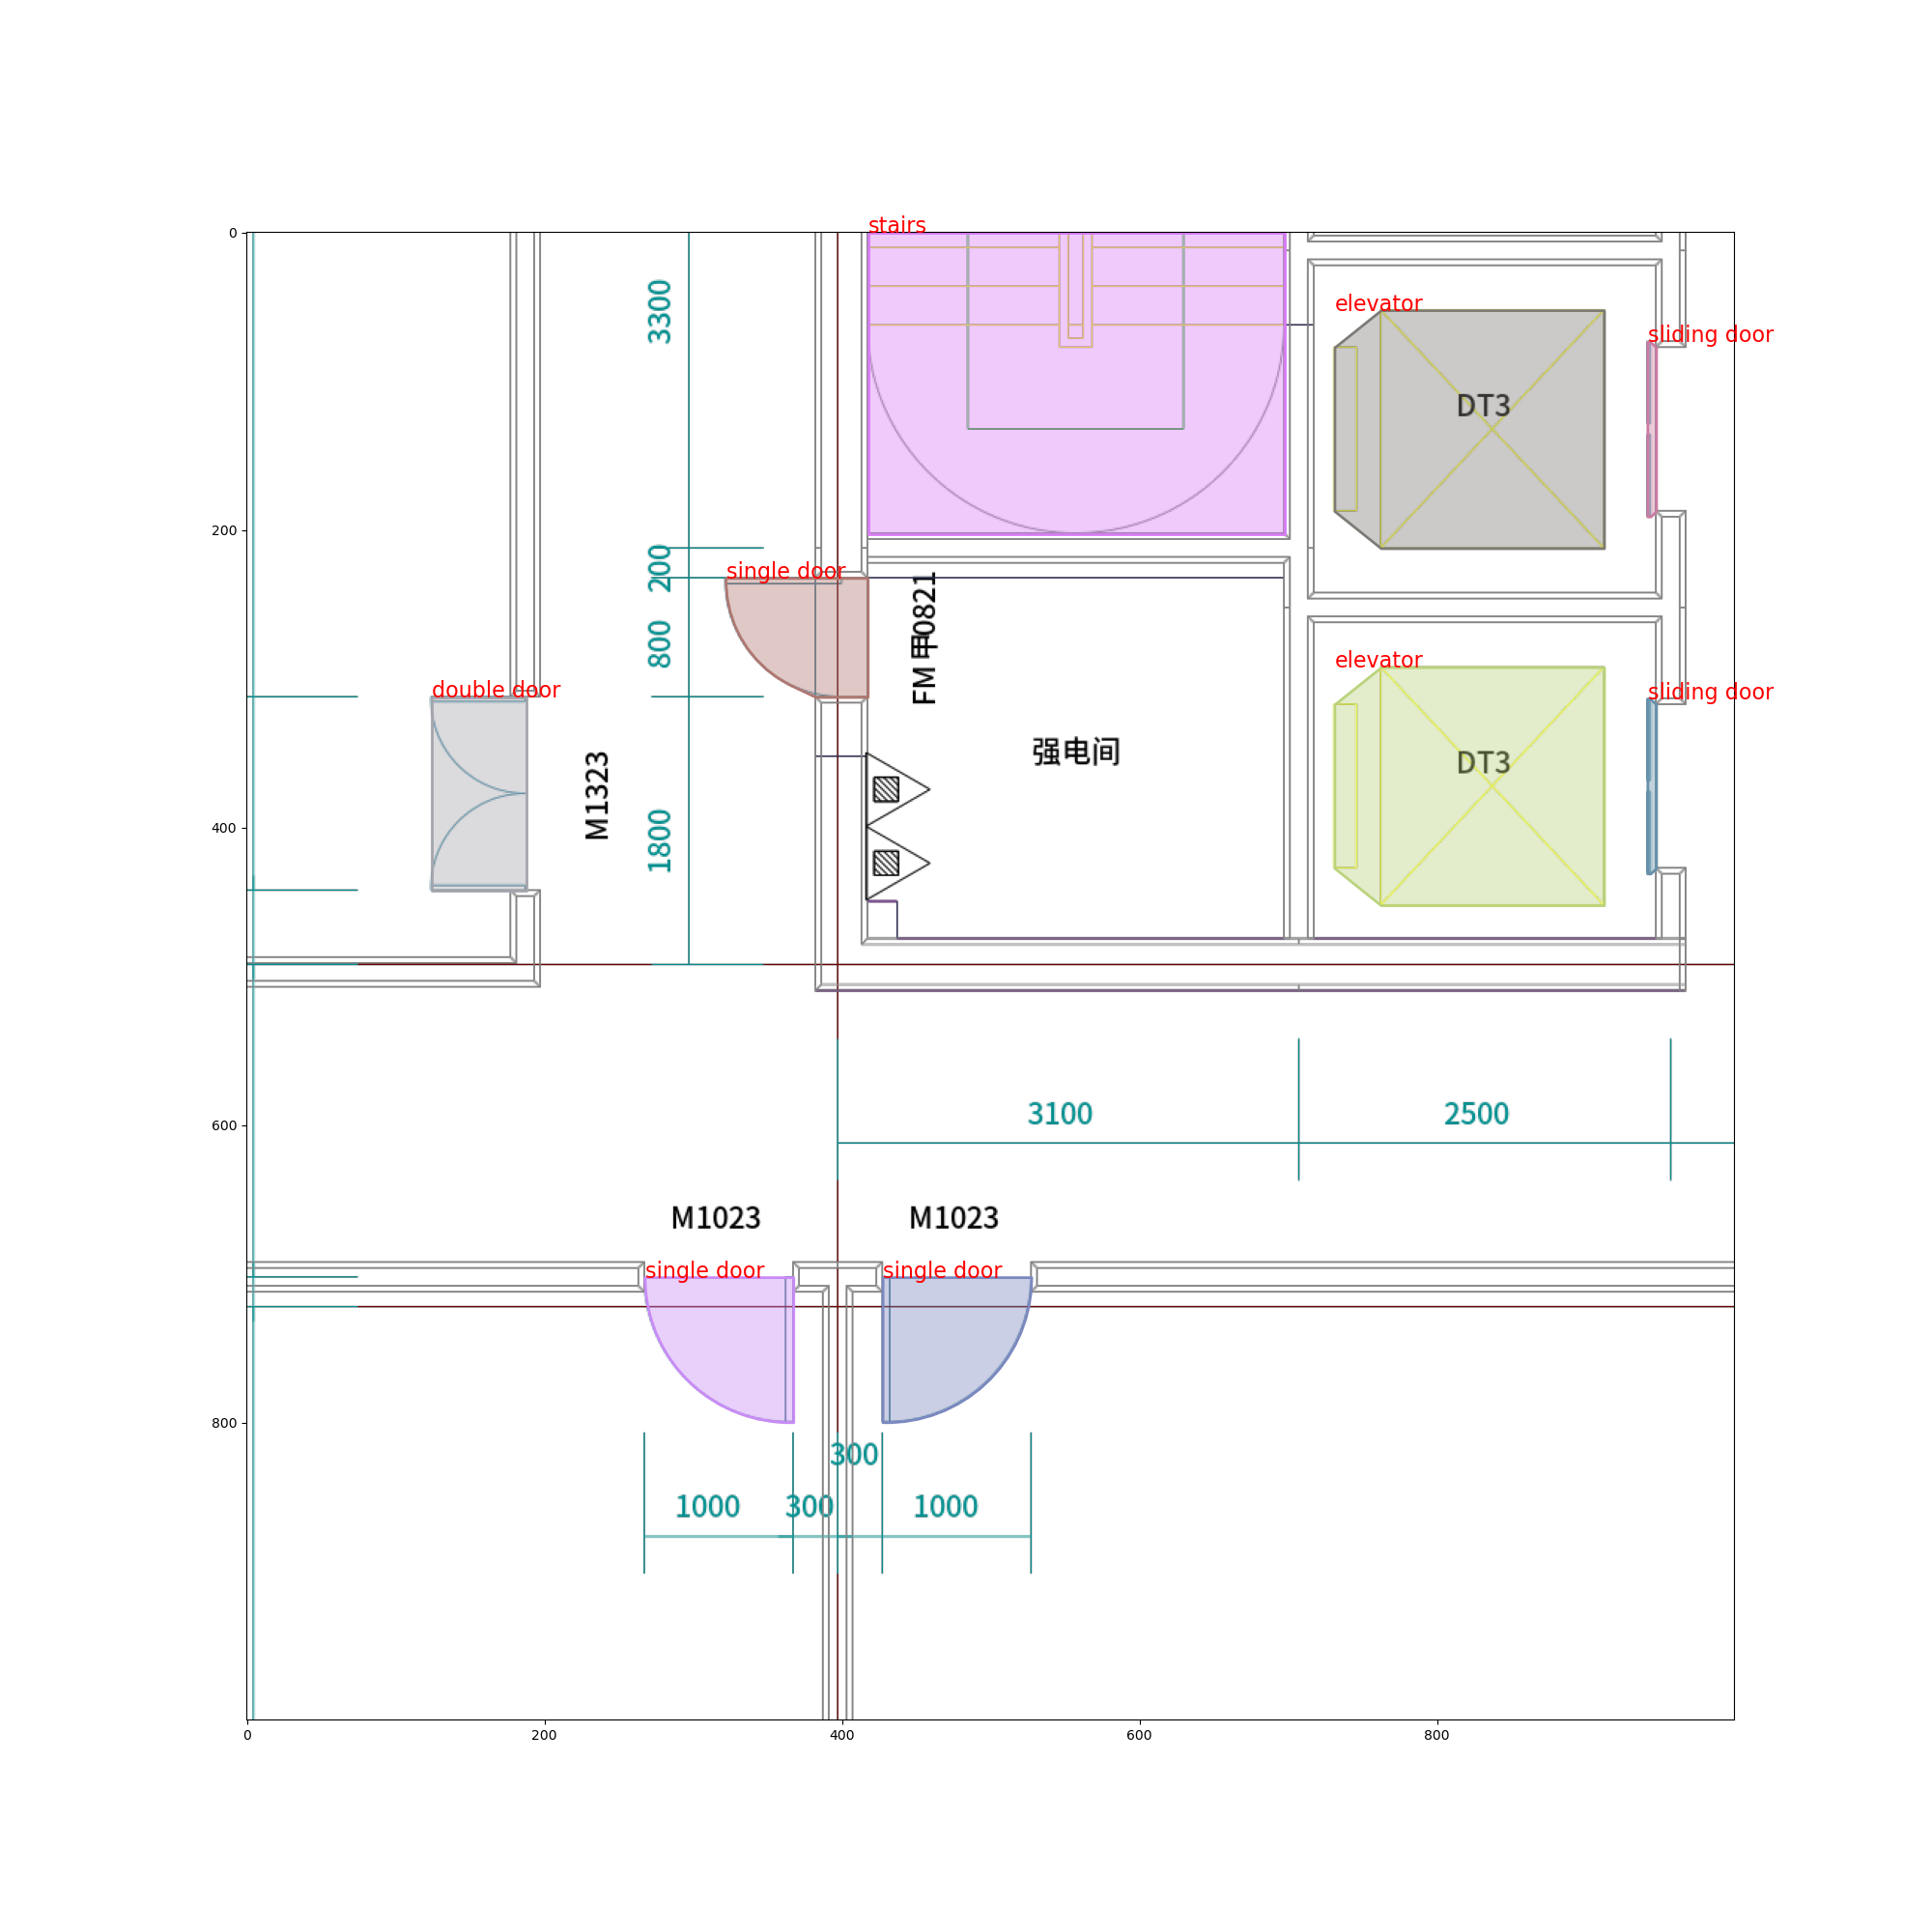 stairs
0
3300
elevator
sliding door
DT3
200
200
single door
FM甲0821
800
elevator
double door
sliding door
强电间
DT3
M1323
1800
400
3100
2500
600
M1023
M1023
single door
single door
800
300
1000
300
1000
0
200
400
600
800